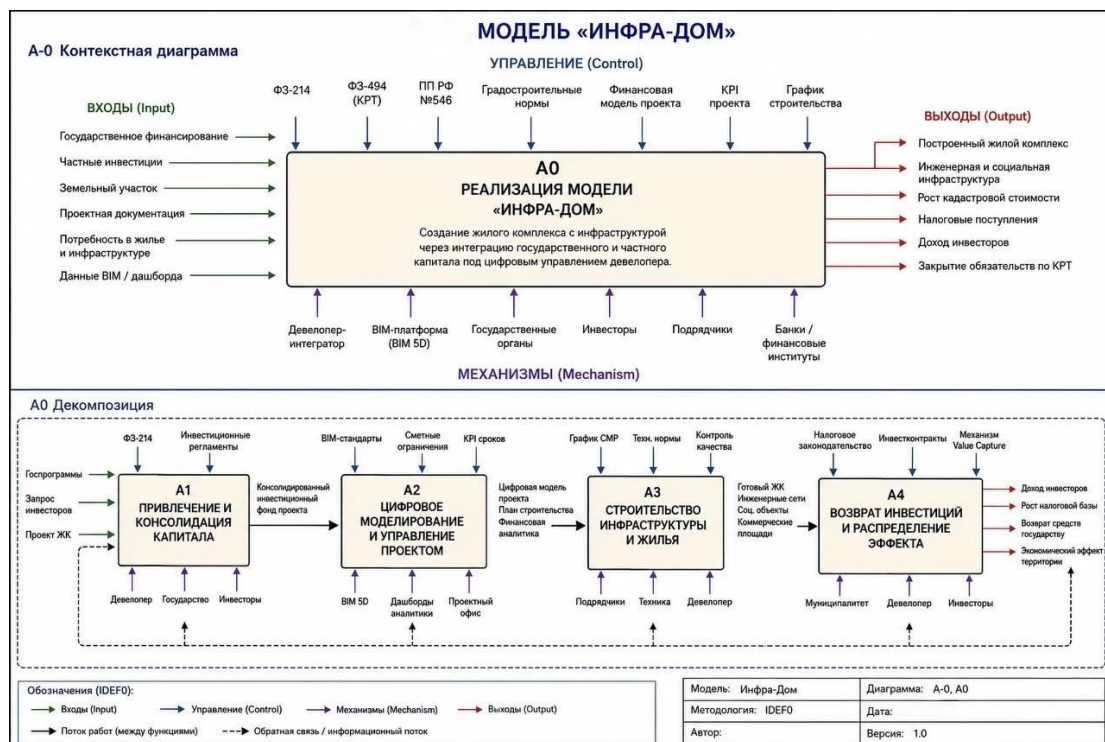 МОДЕЛЬ «ИНФРА-ДОМ»
А-0 Контекстная диаграмма
УПРАВЛЕНИЕ (Control)
ФЗ-214
ФЗ-494
(КРТ)
ПП РФ
№546
Градостроительные
нормы
Финансовая
модель проекта
KPI
проекта
График
строительства
ВХОДЫ (Input)
Государственное финансирование
Частные инвестиции
Земельный участок
Проектная документация
Потребность в жилье
и инфраструктуре
Данные BIM / дашборда
А0
РЕАЛИЗАЦИЯ МОДЕЛИ
«ИНФРА-ДОМ»
Создание жилого комплекса с инфраструктурой
через интеграцию государственного и частного
капитала под цифровым управлением девелопера.
ВЫХОДЫ (Output)
Построенный жилой комплекс
Инженерная и социальная
инфраструктура
Рост кадастровой стоимости
Налоговые поступления
Доход инвесторов
Закрытие обязательств по КРТ
Девелопер-
интегратор
BIM-платформа
(BIM 5D)
Государственные
органы
Инвесторы
Подрядчики
Банки /
финансовые
институты
МЕХАНИЗМЫ (Mechanism)
А0 Декомпозиция
ФЗ-214
Инвестиционные
регламенты
Госпрограммы
Запрос
инвесторов
Проект ЖК
А1
ПРИВЛЕЧЕНИЕ И
КОНСОЛИДАЦИЯ
КАПИТАЛА
Девелопер
Государство
Инвесторы
Консолидированный
инвестиционный
фонд проекта
BIM-стандарты
Сметные
ограничения
KPI сроков
А2
ЦИФРОВОЕ
МОДЕЛИРОВАНИЕ
И УПРАВЛЕНИЕ
ПРОЕКТОМ
BIM 5D
Дашборды
аналитики
Проектный
офис
Цифровая модель
проекта
План строительства
Финансовая
аналитика
График СМР
Техн. нормы
Контроль
качества
А3
СТРОИТЕЛЬСТВО
ИНФРАСТРУКТУРЫ
И ЖИЛЬЯ
Подрядчики
Техника
Девелопер
Готовый ЖК
Инженерные сети
Соц. объекты
Коммерческие
площади
Налоговое
законодательство
Инвестконтракты
Механизм
Value Capture
А4
ВОЗВРАТ ИНВЕСТИЦИЙ
И РАСПРЕДЕЛЕНИЕ
ЭФФЕКТА
Муниципалитет
Девелопер
Инвесторы
Доход инвесторов
Рост налоговой базы
Возврат средств
государству
Экономический эффект
территории
Обозначения (IDEF0):
Входы (Input)
Управление (Control)
Механизмы (Mechanism)
Выходы (Output)
Поток работ (между функциями)
Обратная связь / информационный поток
Модель: Инфра-Дом
Диаграмма: А-0, А0
Методология: IDEF0
Дата:
Автор:
Версия: 1.0